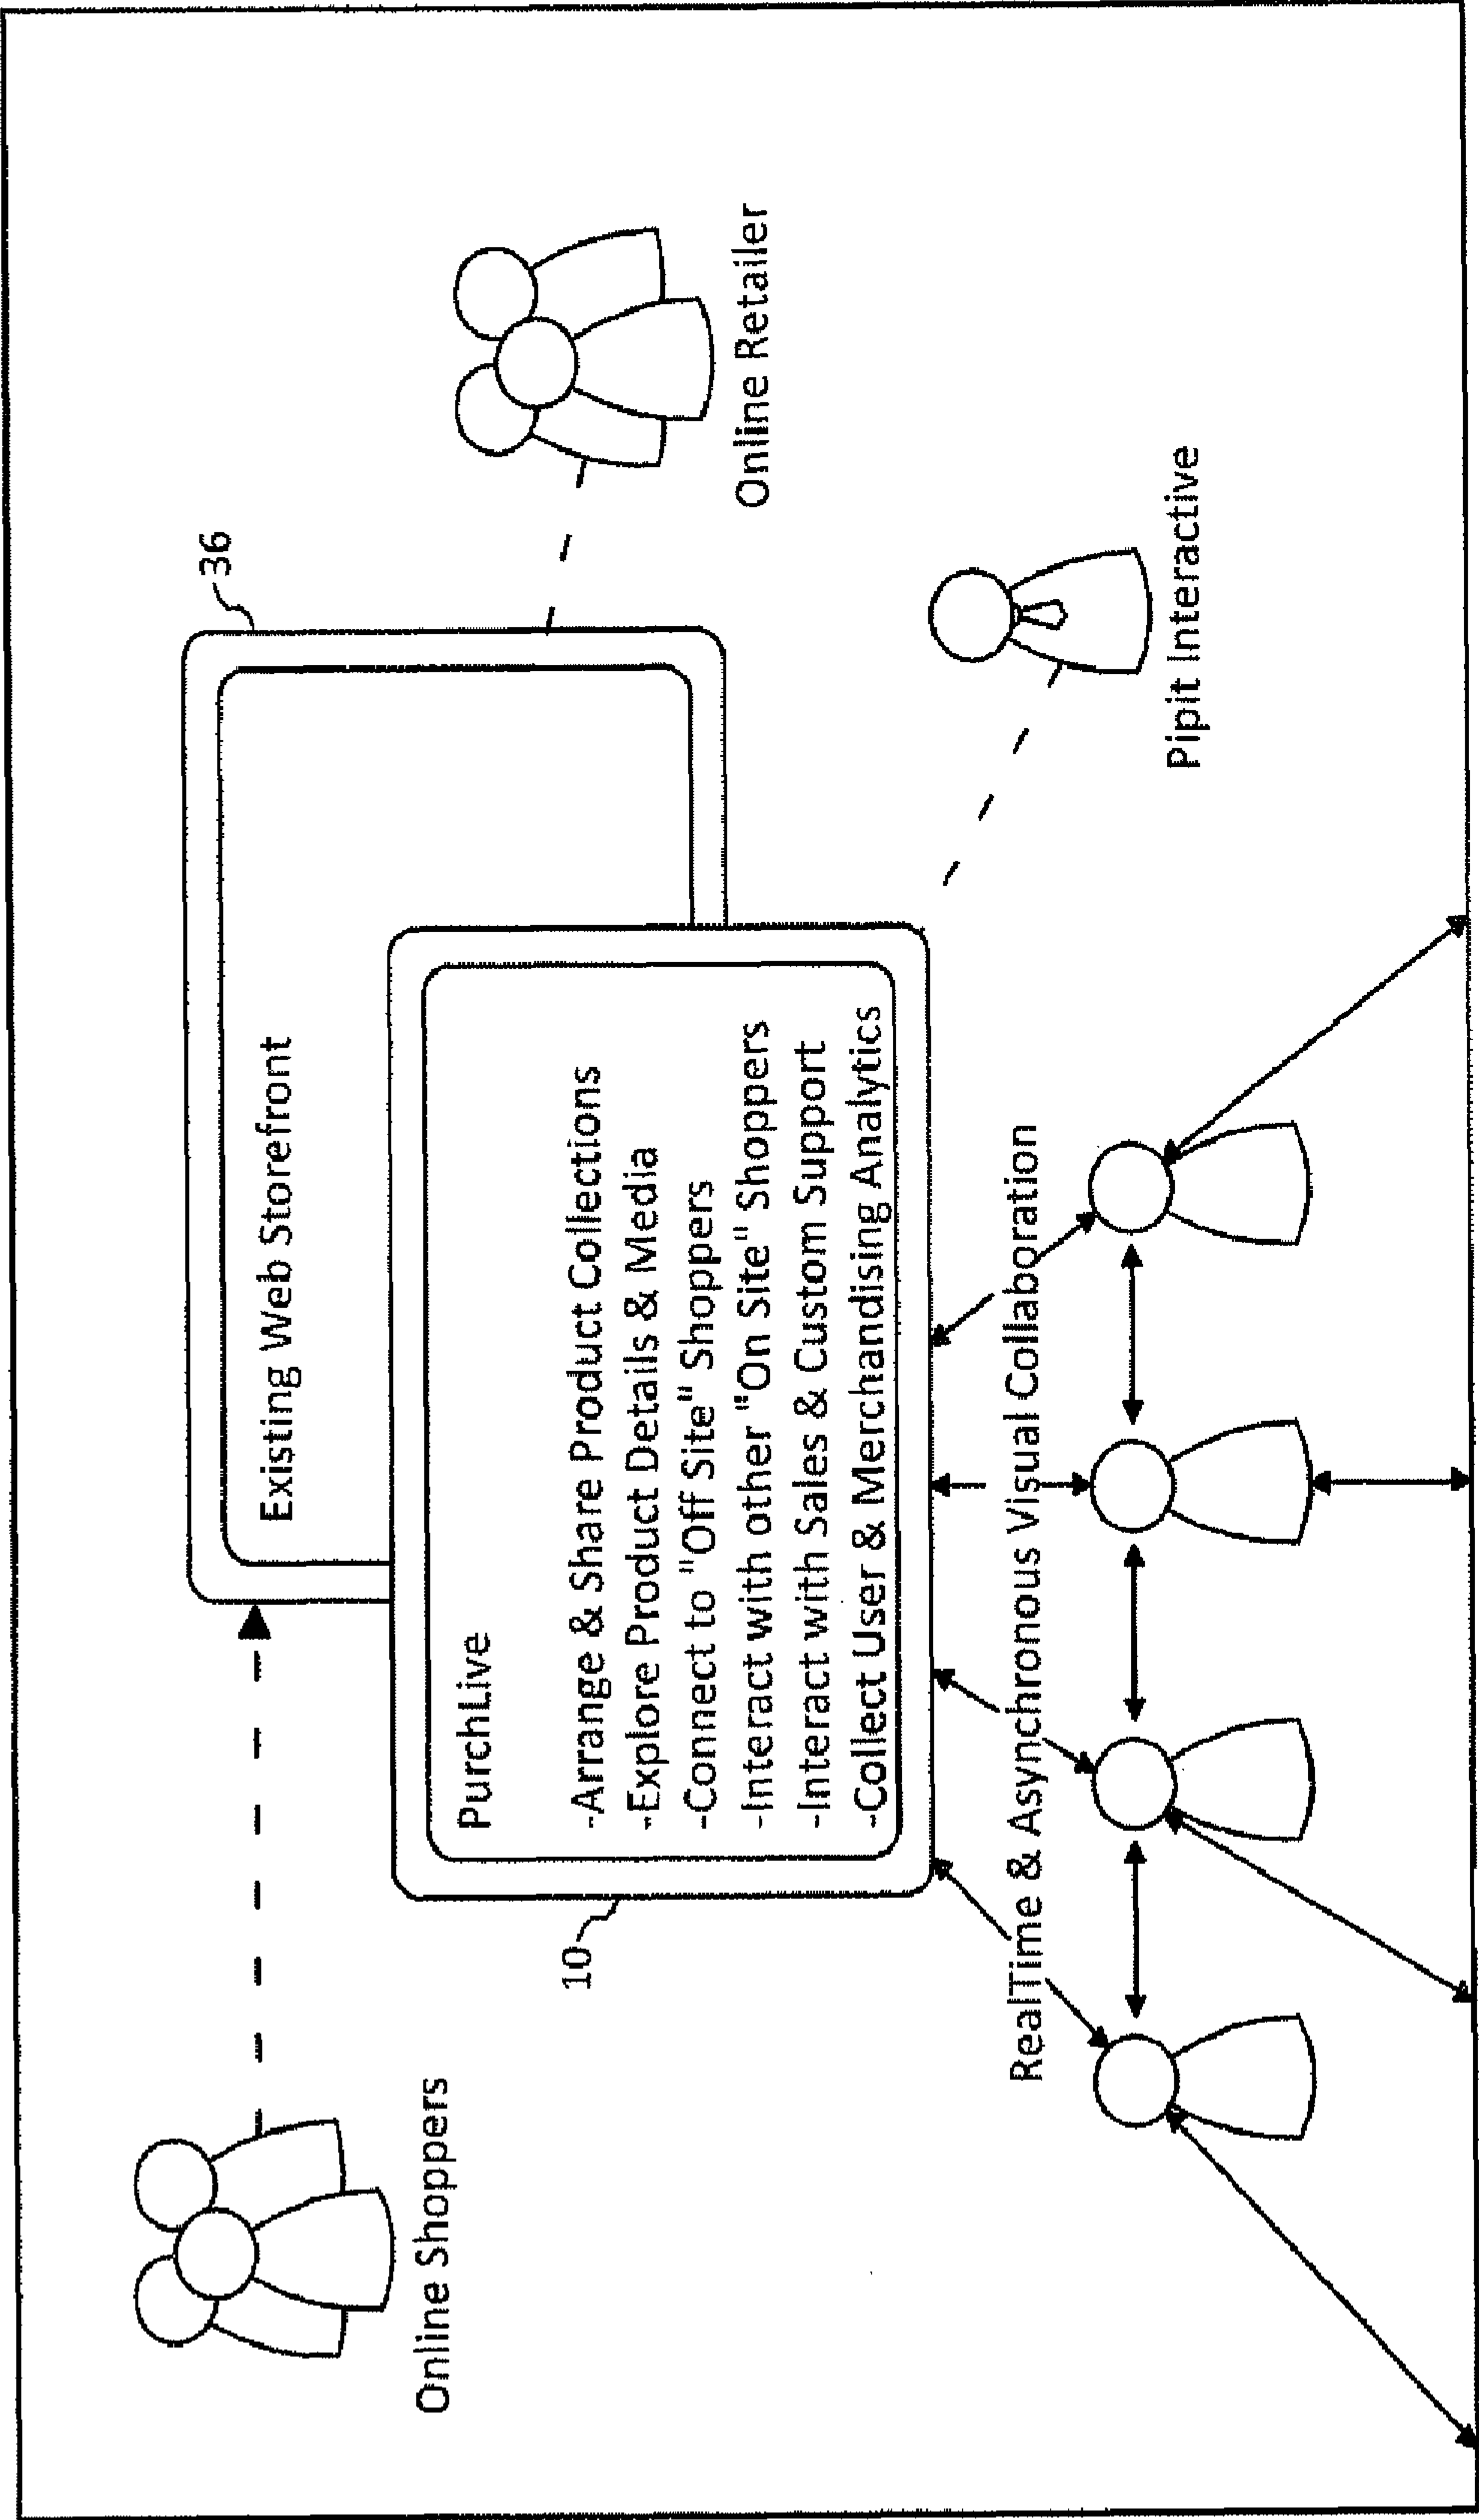 36
Existing Web Storefront
Online Shoppers
PurchLive
-Arrange & Share Product Collections
-Explore Product Details & Media
-Connect to "Off Site" Shoppers
-Interact with other "On Site" Shoppers
-Interact with Sales & Custom Support
-Collect User & Merchandising Analytics
10
Online Retailer
RealTime & Asynchronous Visual Collaboration
Pipit Interactive